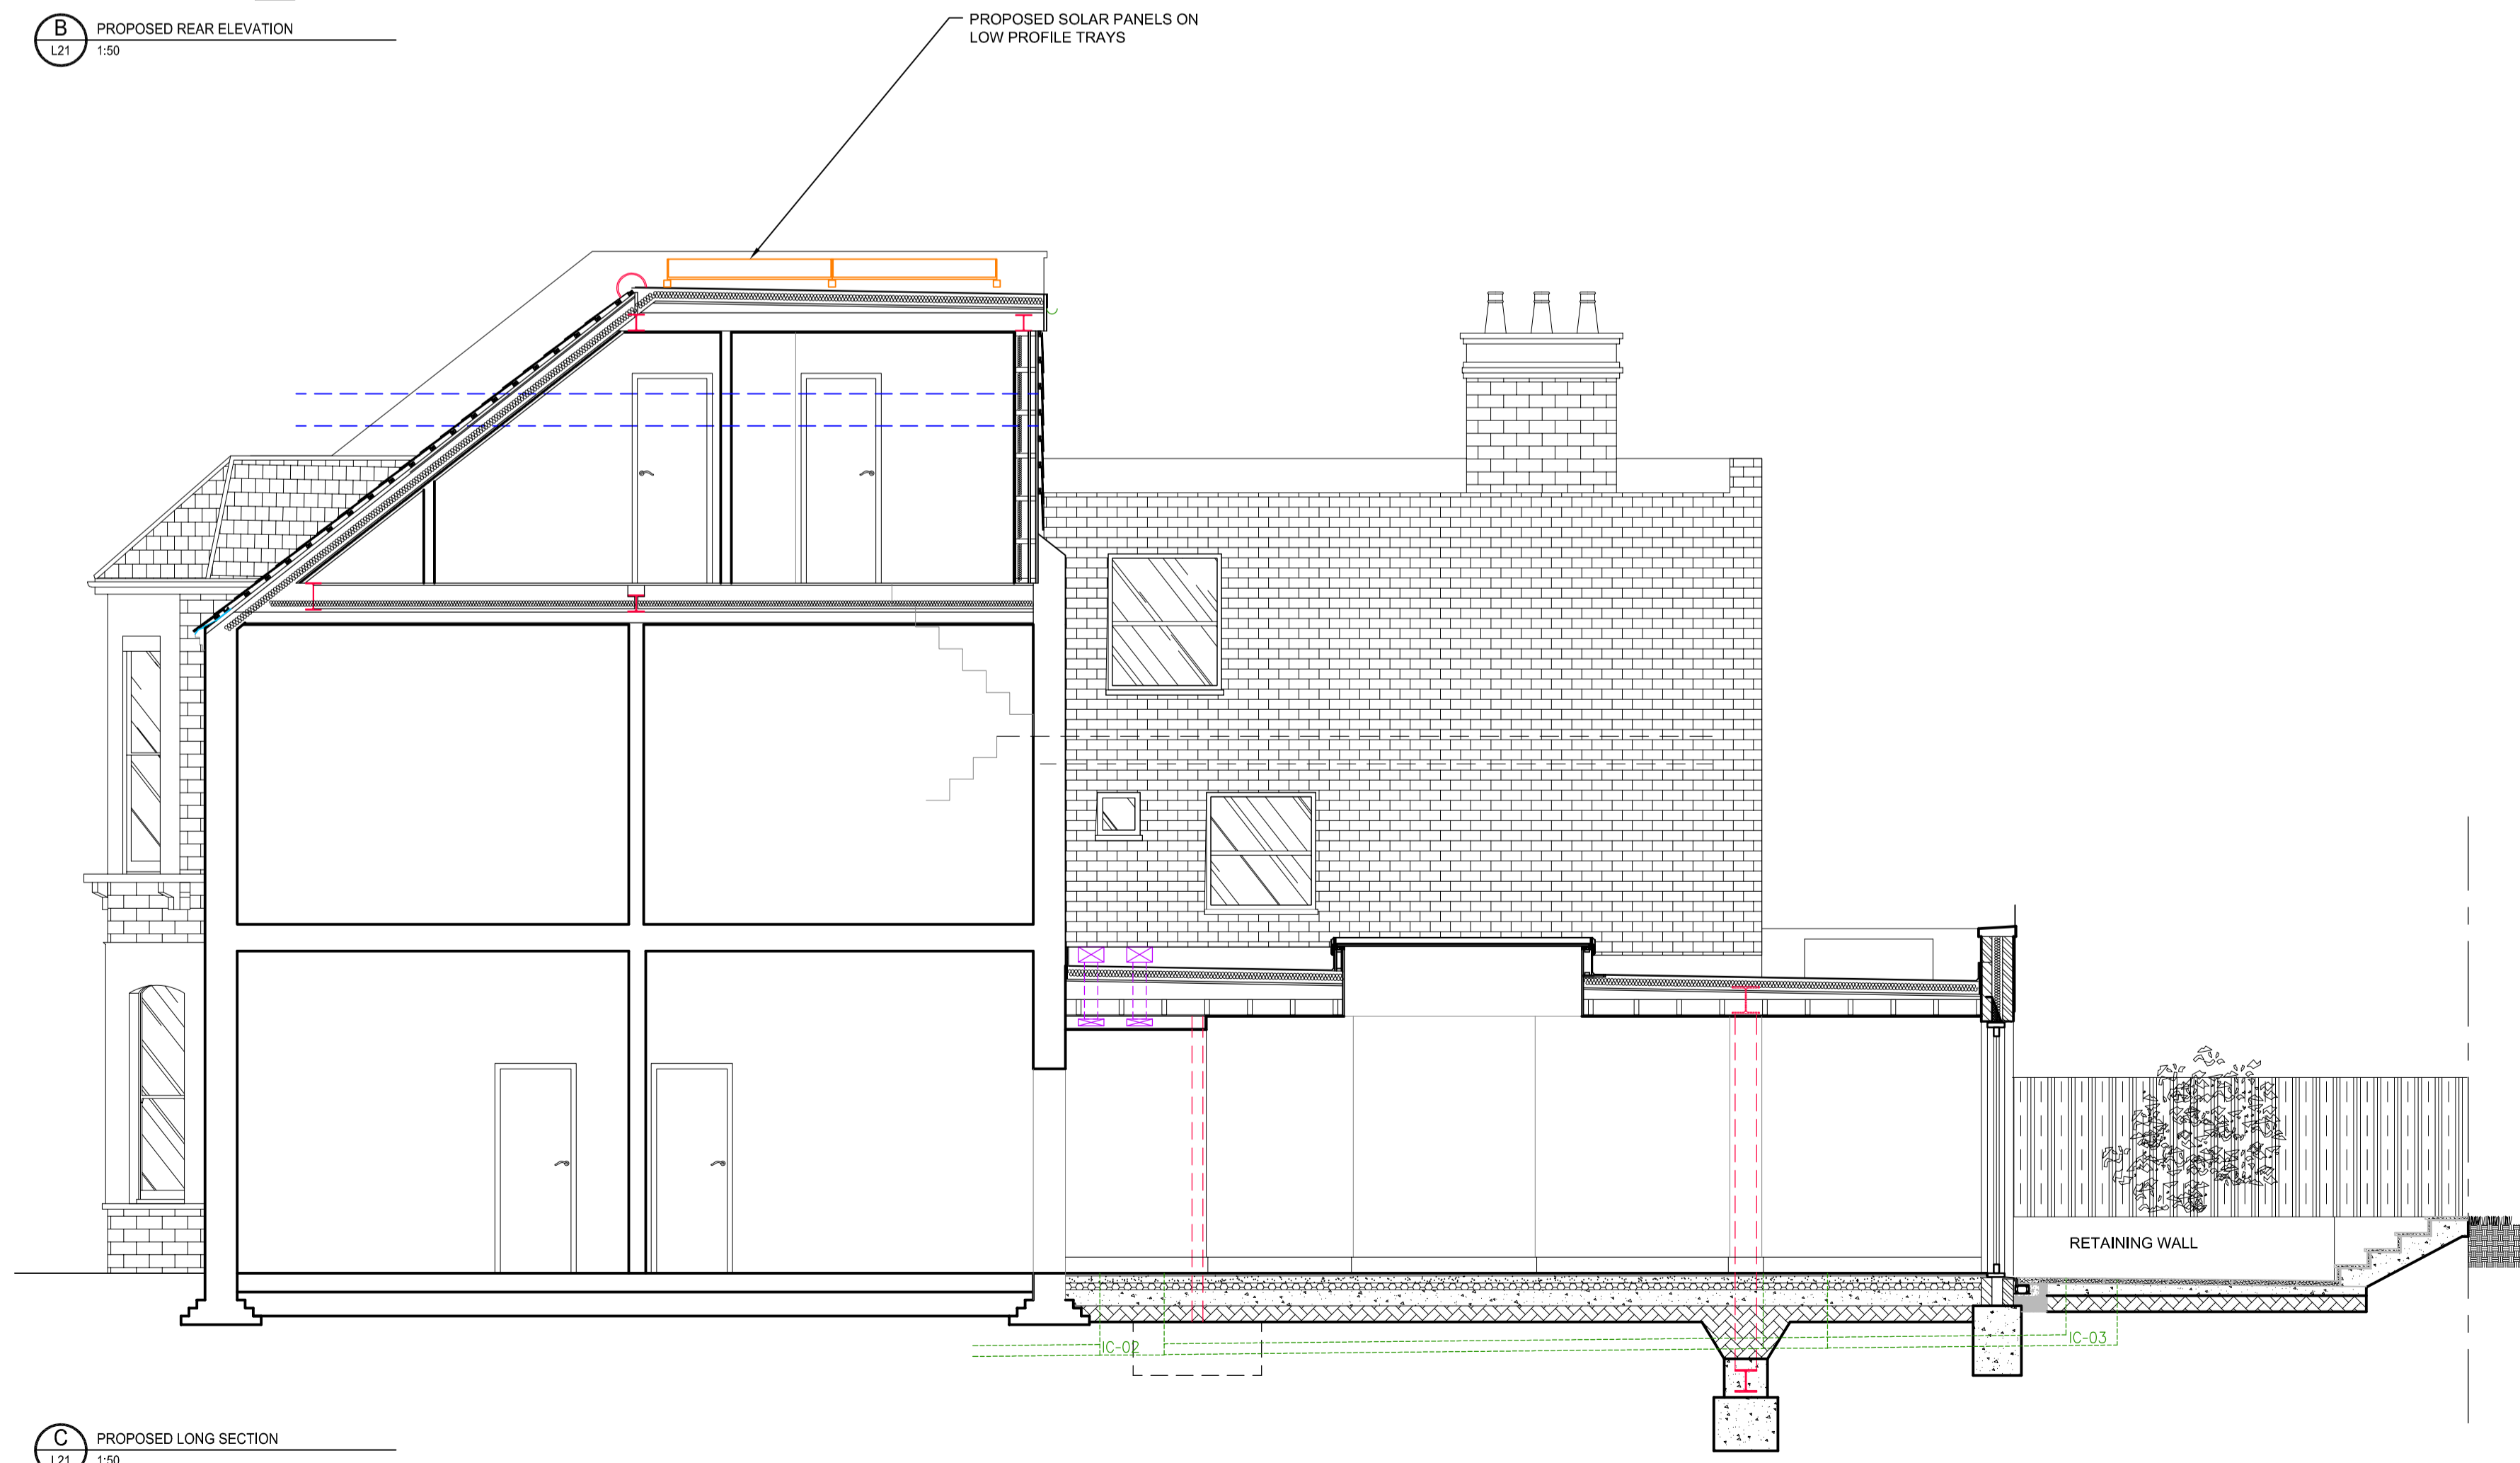 B
L21
PROPOSED REAR ELEVATION
1:50
PROPOSED SOLAR PANELS ON
LOW PROFILE TRAYS
RETAINING WALL
IC-02
IC-03
C
L21
PROPOSED LONG SECTION
1:50